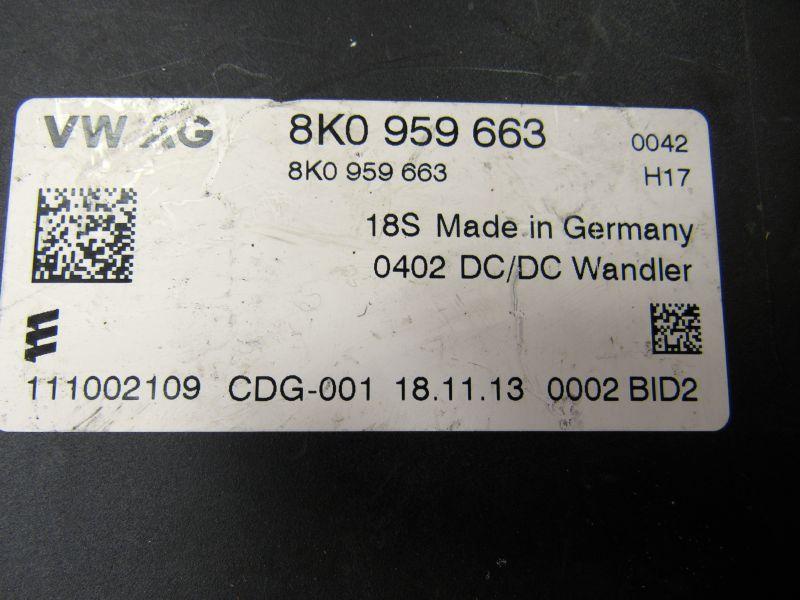 VW AG 8K0 959 663 0042
8K0 959 663 H17
18S Made in Germany
0402 DC/DC Wandler
111002109 CDG-001 18.11.13 0002 BID2